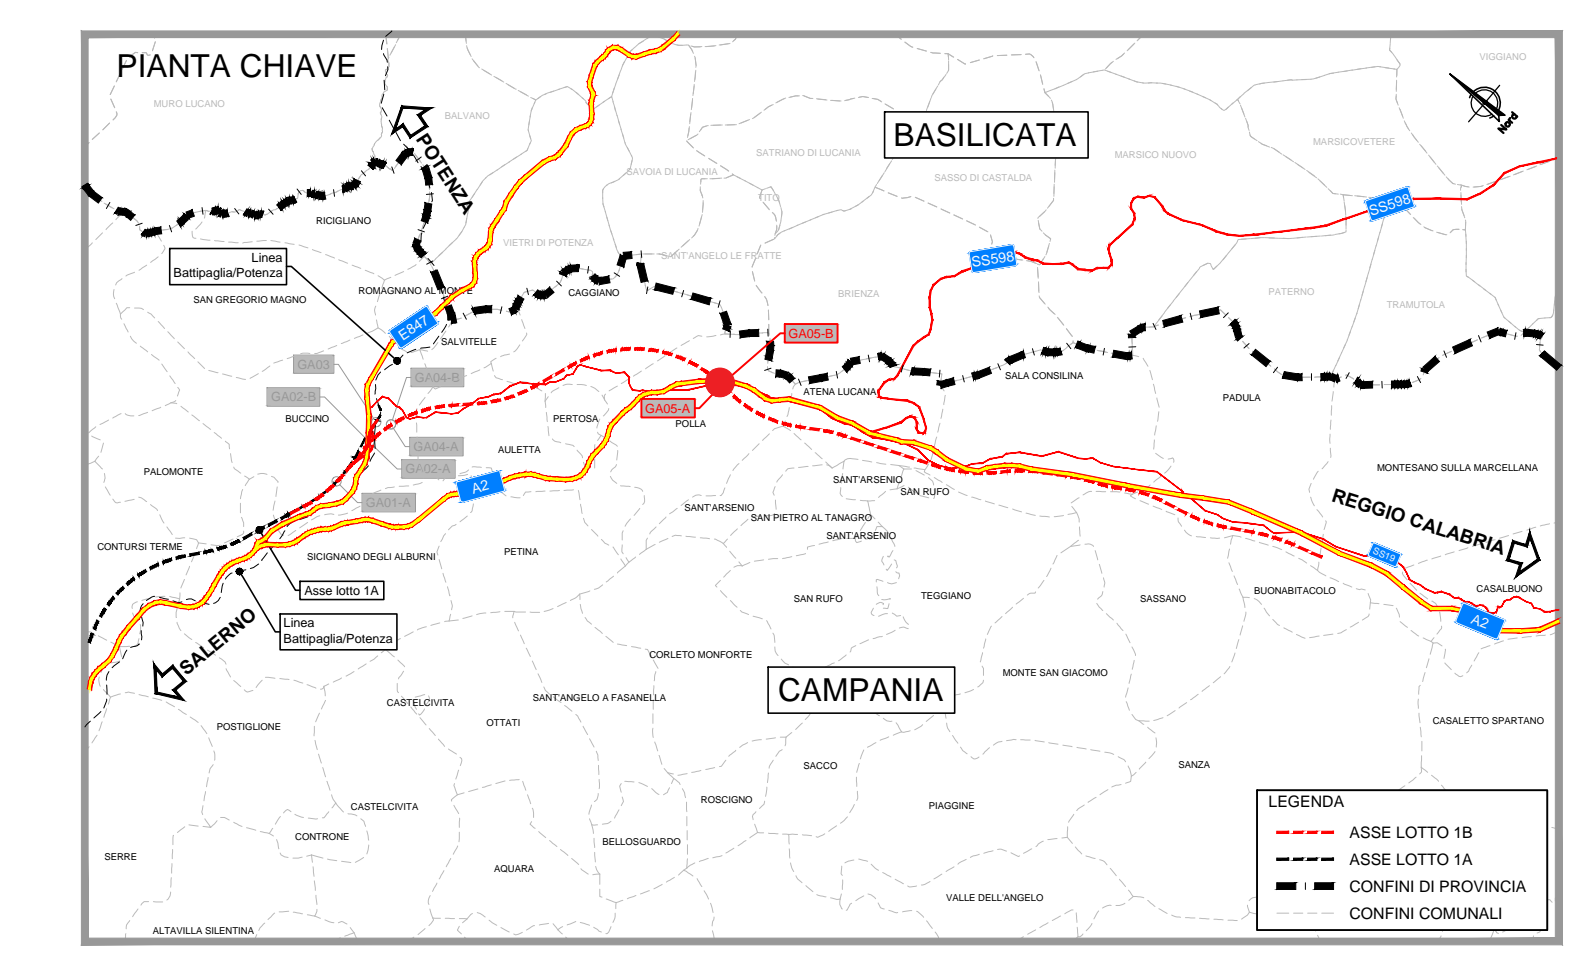 PIANTA CHIAVE
VIGGIANO
MURO LUCANO
BALVANO
POTENZA
BASILICATA
Nord
MARSICOVETERE
SATRIANO DI LUCANIA
MARSICO NUOVO
SAVOIA DI LUCANIA
SASSO DI CASTALDA
TITO
SS598
RICIGLIANO
VIETRI DI POTENZA
SANT'ANGELO LE FRATTE
SS598
Linea
Battipaglia/Potenza
ROMAGNANO AL MONTE
CAGGIANO
BRIENZA
PATERNO
TRAMUTOLA
SAN GREGORIO MAGNO
E847
SALVITELLE
GA05-B
GA03
GA04-B
SALA CONSILINA
GA02-B
ATENA LUCANA
PADULA
GA05-A
BUCCINO
PERTOSA
POLLA
GA04-A
AULETTA
GA02-A
PALOMONTE
MONTESANO SULLA MARCELLANA
A2
SANT'ARSENIO
SAN RUFO
GA01-A
SANT'ARSENIO
SAN PIETRO AL TANAGRO
SANT'ARSENIO
REGGIO CALABRIA
CONTURSI TERME
SICIGNANO DEGLI ALBURNI
PETINA
SS19
Asse lotto 1A
SAN RUFO
TEGGIANO
SASSANO
BUONABITACOLO
CASALBUONO
A2
Linea
Battipaglia/Potenza
SALERNO
CORLETO MONFORTE
MONTE SAN GIACOMO
CAMPANIA
SANT'ANGELO A FASANELLA
CASTELCIVITA
OTTATI
POSTIGLIONE
CASALETTO SPARTANO
SACCO
SANZA
ROSCIGNO
PIAGGINE
CASTELCIVITA
CONTRONE
BELLOSGUARDO
SERRE
AQUARA
VALLE DELL'ANGELO
ALTAVILLA SILENTINA
LEGENDA
ASSE LOTTO 1B
ASSE LOTTO 1A
CONFINI DI PROVINCIA
CONFINI COMUNALI